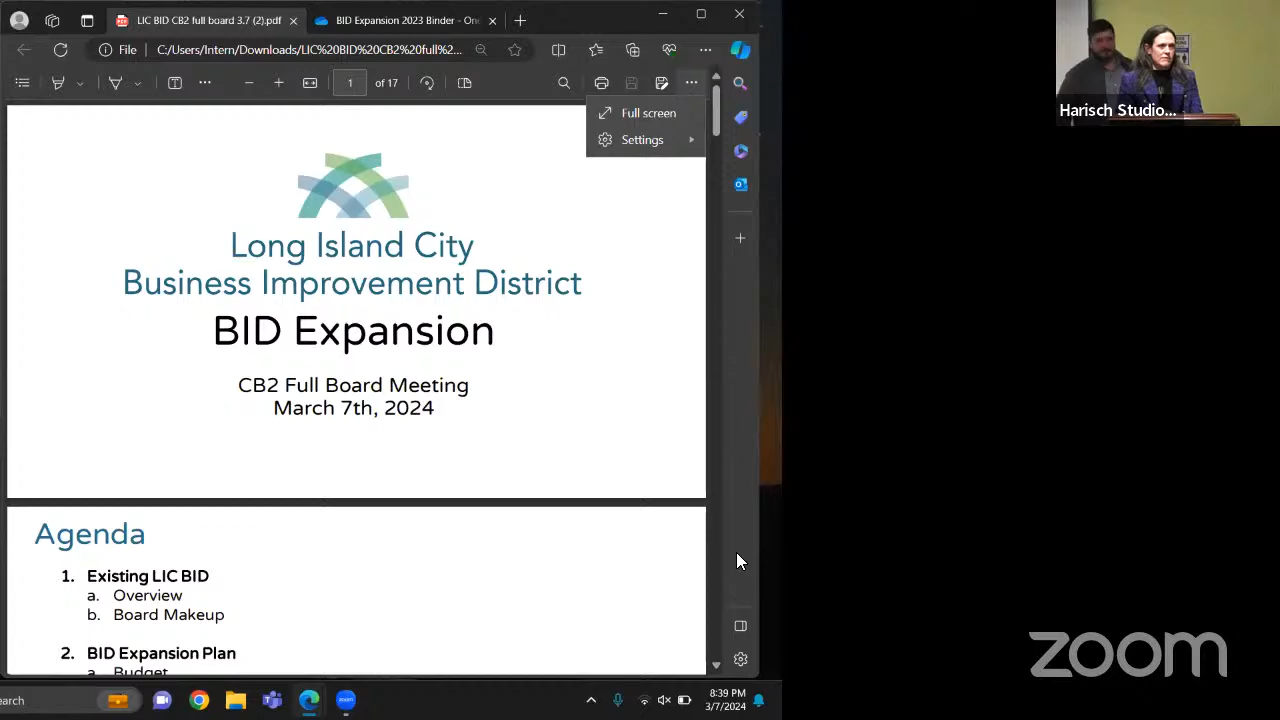 LIC BID CB2 full board 3.7 (2).pdf
BID Expansion 2023 Binder - One
File
C:/Users/Intern/Downloads/LIC%20BID%20CB2%20full%2...
1
of 17
Full screen
Settings
Long Island City
Business Improvement District
BID Expansion
CB2 Full Board Meeting
March 7th, 2024
Agenda
1. Existing LIC BID
a. Overview
b. Board Makeup
2. BID Expansion Plan
a. Budget
earch
8:39 PM
3/7/2024
Harisch Studio...
zoom